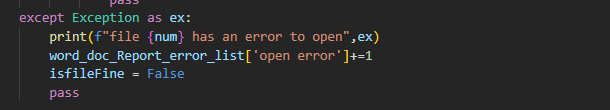 pass
except Exception as ex:
    print(f"file {num} has an error to open",ex)
    word_doc_Report_error_list['open error']+=1
    isfileFine = False
    pass